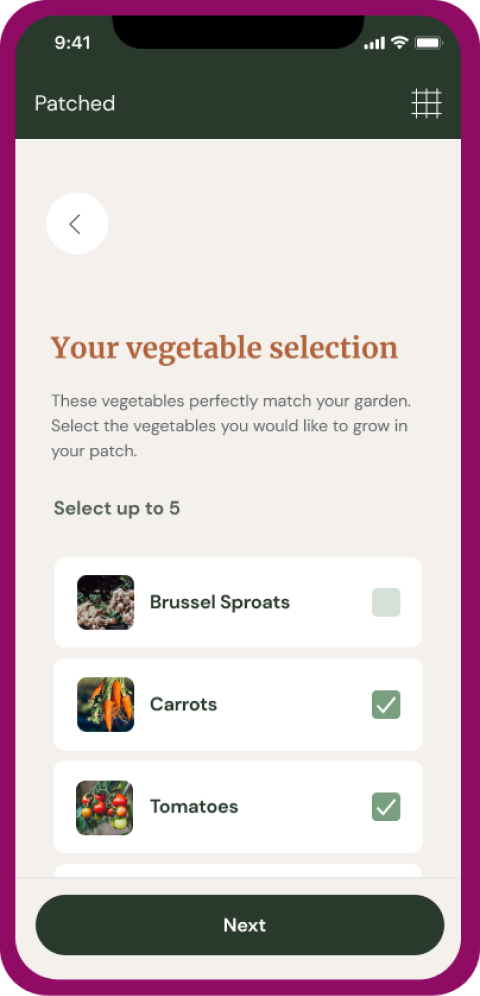 9:41
Patched
Your vegetable selection
These vegetables perfectly match your garden.
Select the vegetables you would like to grow in
your patch.
Select up to 5
Brussel Sproats
Carrots
Tomatoes
Next